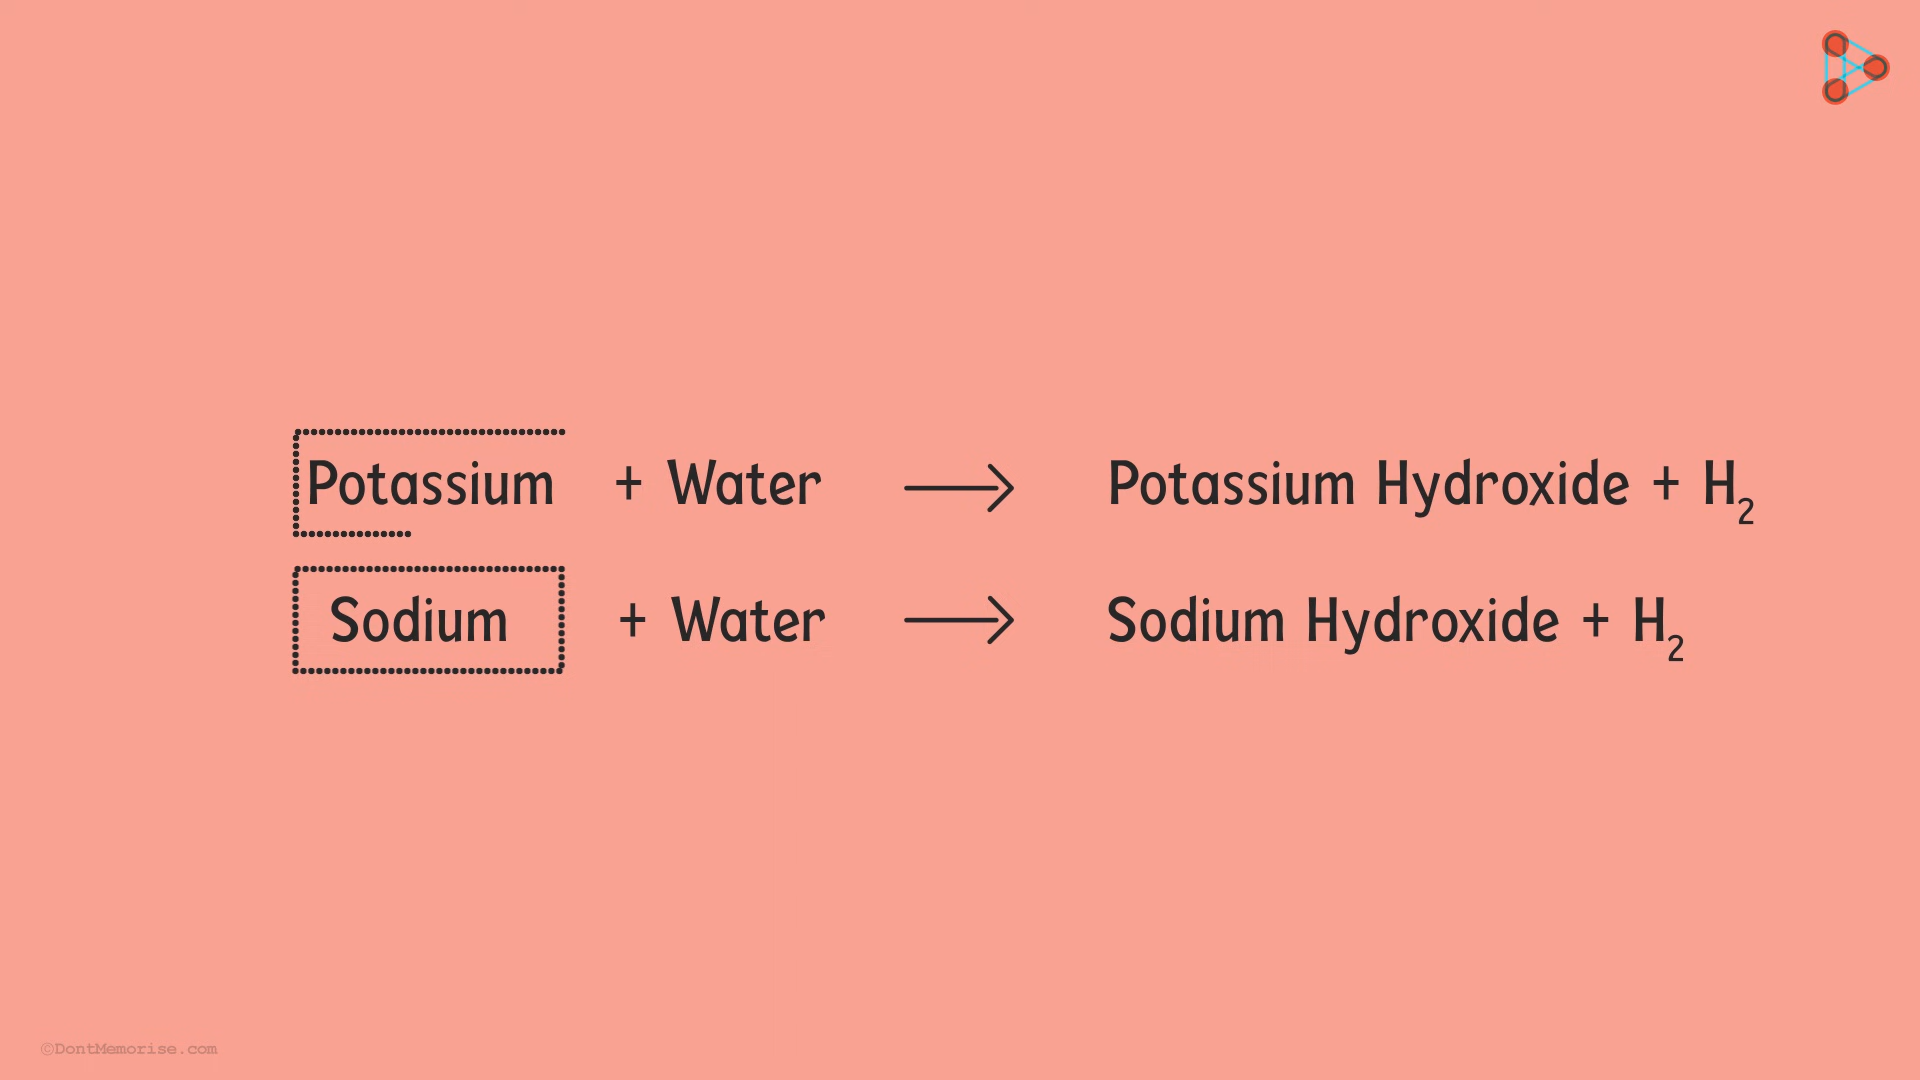 Potassium + Water → Potassium Hydroxide + H₂
Sodium + Water → Sodium Hydroxide + H₂
©DontMemorise.com